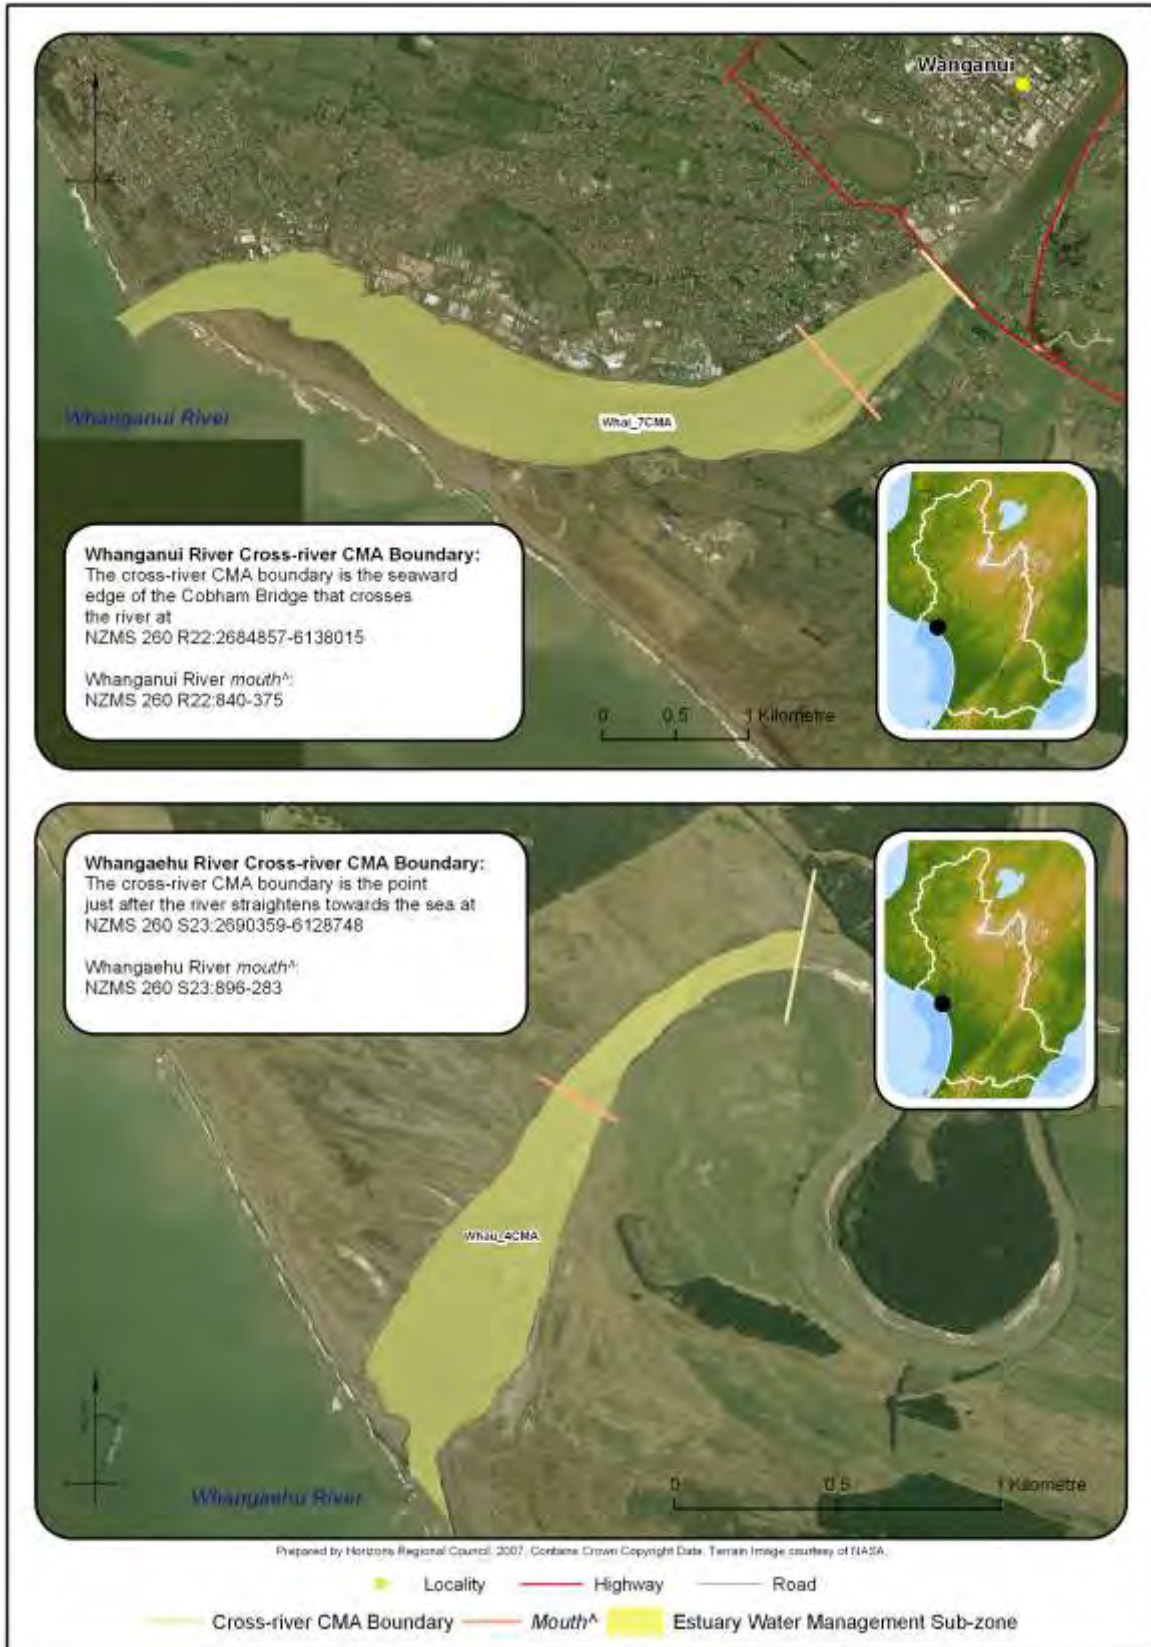 Wanganui
Whanganui River
Whai_7CMA
Whanganui River Cross-river CMA Boundary:
The cross-river CMA boundary is the seaward
edge of the Cobham Bridge that crosses
the river at
NZMS 260 R22:2684857-6138015
Whanganui River mouth^:
NZMS 260 R22:840-375
0 0.5 1 Kilometre
Whangaehu River Cross-river CMA Boundary:
The cross-river CMA boundary is the point
just after the river straightens towards the sea at
NZMS 260 S23:2690359-6128748
Whangaehu River mouth^:
NZMS 260 S23:896-283
Whau_4CMA
Whangaehu River
0 0.5 1 Kilometre
Prepared by Horizons Regional Council, 2007. Contains Crown Copyright Data. Terrain Image courtesy of NASA.
Locality Highway Road
Cross-river CMA Boundary Mouth^ Estuary Water Management Sub-zone